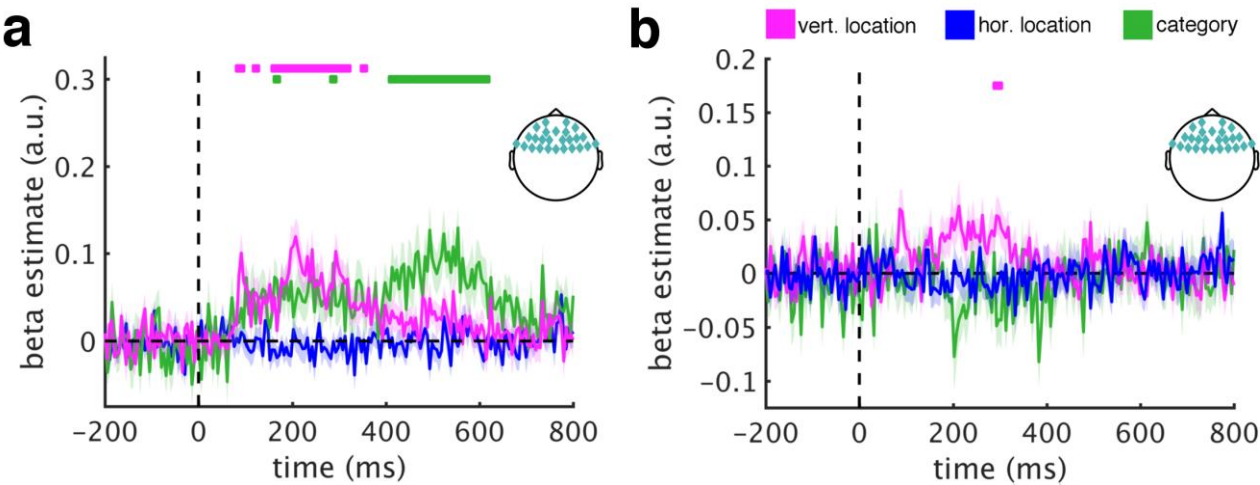 a
b
vert. location
hor. location
category
beta estimate (a.u.)
0.3
0.2
0.1
0
−200
0
200
400
600
800
time (ms)
beta estimate (a.u.)
0.2
0.15
0.1
0.05
0
−0.05
−0.1
−200
0
200
400
600
800
time (ms)